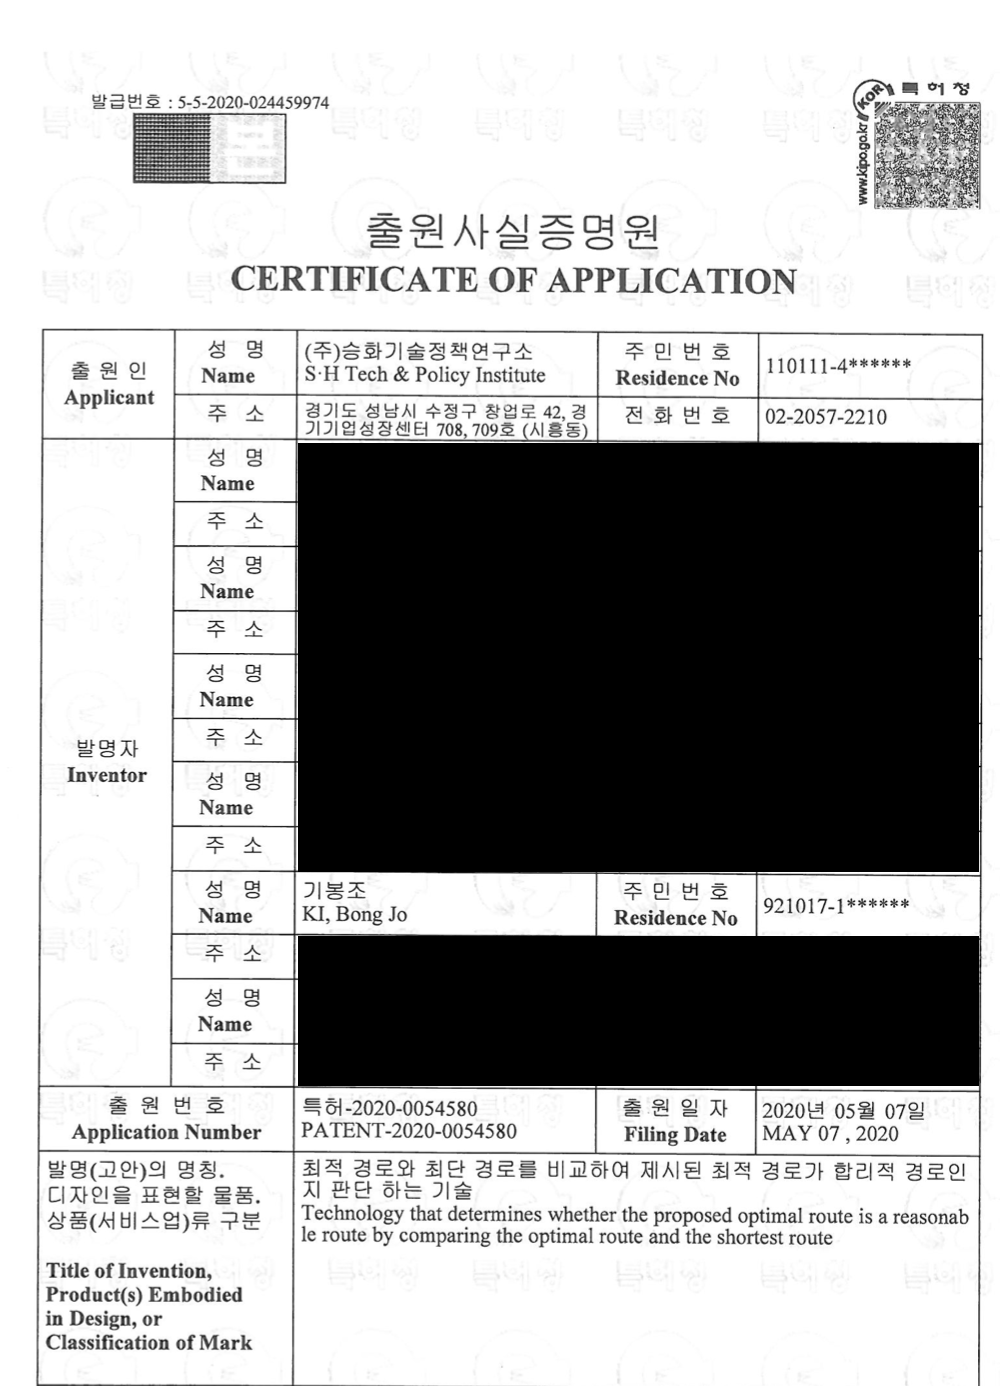 발급번호 : 5-5-2020-024459974
KOR 특허청
www.kipo.go.kr
출원사실증명원
CERTIFICATE OF APPLICATION
출 원 인
Applicant
성 명
Name
(주)승화기술정책연구소
S·H Tech & Policy Institute
주 민 번 호
Residence No
110111-4******
주 소
경기도 성남시 수정구 창업로 42, 경
기기업성장센터 708, 709호 (시흥동)
전 화 번 호
02-2057-2210
발명자
Inventor
성 명
Name
주 소
성 명
Name
주 소
성 명
Name
주 소
성 명
Name
주 소
성 명
Name
기봉조
KI, Bong Jo
주 민 번 호
Residence No
921017-1******
주 소
성 명
Name
주 소
출 원 번 호
Application Number
특허-2020-0054580
PATENT-2020-0054580
출 원 일 자
Filing Date
2020년 05월 07일
MAY 07 , 2020
발명(고안)의 명칭.
디자인을 표현할 물품.
상품(서비스업)류 구분
Title of Invention,
Product(s) Embodied
in Design, or
Classification of Mark
최적 경로와 최단 경로를 비교하여 제시된 최적 경로가 합리적 경로인
지 판단 하는 기술
Technology that determines whether the proposed optimal route is a reasonab
le route by comparing the optimal route and the shortest route